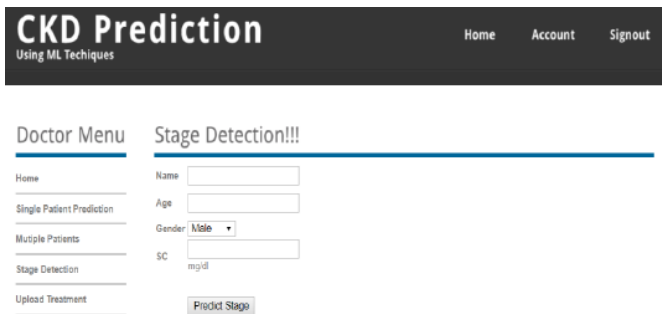 CKD Prediction
Using ML Techiques
Home Account Signout
Doctor Menu
Home
Single Patient Prediction
Mutiple Patients
Stage Detection
Upload Treatment
Stage Detection!!!
Name
Age
Gender Male
SC
mg/dl
Predict Stage